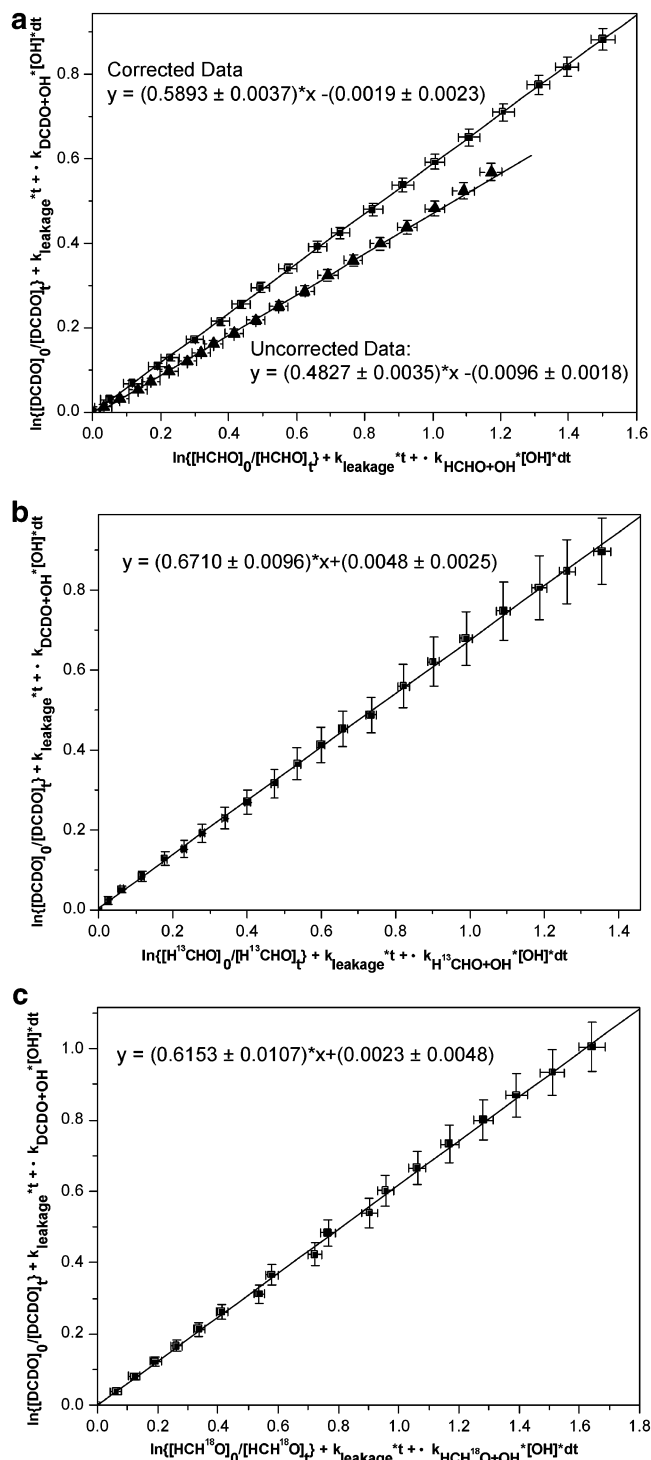 a
Corrected Data
y = (0.5893 ± 0.0037)*x -(0.0019 ± 0.0023)
Uncorrected Data:
y = (0.4827 ± 0.0035)*x -(0.0096 ± 0.0018)
ln{[DCDO]0/[DCDO]t} + kleakage*t + · kDCDO+OH*[OH]*dt
0.8
0.6
0.4
0.2
0.0
0.0 0.2 0.4 0.6 0.8 1.0 1.2 1.4 1.6
ln{[HCHO]0/[HCHO]t} + kleakage*t + · kHCHO+OH*[OH]*dt
b
y = (0.6710 ± 0.0096)*x+(0.0048 ± 0.0025)
ln{[DCDO]0/[DCDO]t} + kleakage*t + · kDCDO+OH*[OH]*dt
0.8
0.6
0.4
0.2
0.0
0.0 0.2 0.4 0.6 0.8 1.0 1.2 1.4
ln{[H13CHO]0/[H13CHO]t} + kleakage*t + · kH13CHO+OH*[OH]*dt
c
y = (0.6153 ± 0.0107)*x+(0.0023 ± 0.0048)
ln{[DCDO]0/[DCDO]t} + kleakage*t + · kDCDO+OH*[OH]*dt
1.0
0.8
0.6
0.4
0.2
0.0
0.0 0.2 0.4 0.6 0.8 1.0 1.2 1.4 1.6 1.8
ln{[HCH18O]0/[HCH18O]t} + kleakage*t + · kHCH18O+OH*[OH]*dt